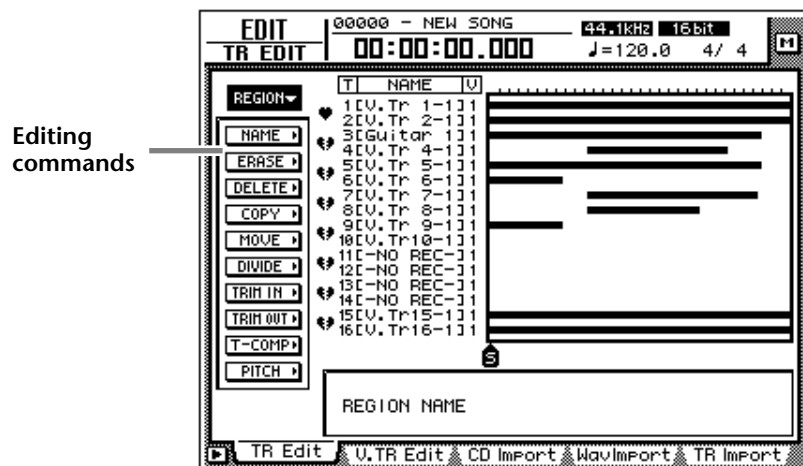 EDIT
TR EDIT
00000 - NEW SONG
00:00:00.000
44.1kHz 16bit
♩=120.0 4/ 4
M
T NAME V
REGION
Editing
commands
NAME
ERASE
DELETE
COPY
MOVE
DIVIDE
TRIM IN
TRIM OUT
T-COMP
PITCH
1[V.Tr 1-1]1
2[V.Tr 2-1]1
3[Guitar 1]1
4[V.Tr 4-1]1
5[V.Tr 5-1]1
6[V.Tr 6-1]1
7[V.Tr 7-1]1
8[V.Tr 8-1]1
9[V.Tr 9-1]1
10[V.Tr10-1]1
11[-NO REC-]1
12[-NO REC-]1
13[-NO REC-]1
14[-NO REC-]1
15[V.Tr15-1]1
16[V.Tr16-1]1
S
REGION NAME
TR Edit V.TR Edit CD Import WavImport TR Import